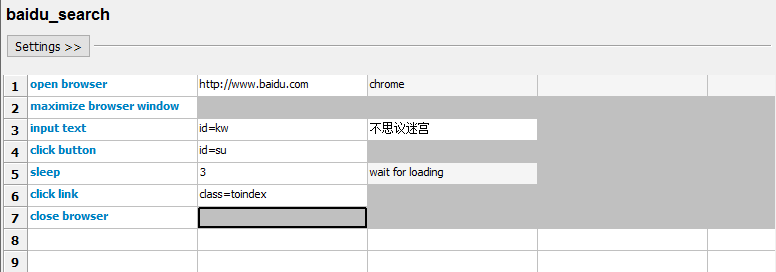 baidu_search
Settings >>
1 open browser http://www.baidu.com chrome
2 maximize browser window
3 input text id=kw 不思议迷宫
4 click button id=su
5 sleep 3 wait for loading
6 click link class=toindex
7 close browser
8
9